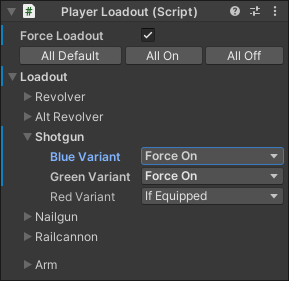 # Player Loadout (Script)
Force Loadout
All Default All On All Off
Loadout
Revolver
Alt Revolver
Shotgun
Blue Variant Force On
Green Variant Force On
Red Variant If Equipped
Nailgun
Railcannon
Arm